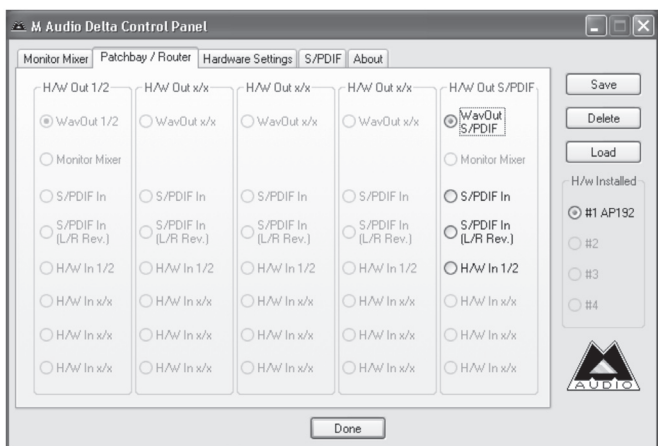 M Audio Delta Control Panel
Monitor Mixer Patchbay / Router Hardware Settings S/PDIF About
H/W Out 1/2
WavOut 1/2
Monitor Mixer
S/PDIF In
S/PDIF In
(L/R Rev.)
H/W In 1/2
H/W In x/x
H/W In x/x
H/W In x/x
H/W Out x/x
WavOut x/x
S/PDIF In
S/PDIF In
(L/R Rev.)
H/W In 1/2
H/W In x/x
H/W In x/x
H/W In x/x
H/W Out x/x
WavOut x/x
S/PDIF In
S/PDIF In
(L/R Rev.)
H/W In 1/2
H/W In x/x
H/W In x/x
H/W In x/x
H/W Out x/x
WavOut x/x
S/PDIF In
S/PDIF In
(L/R Rev.)
H/W In 1/2
H/W In x/x
H/W In x/x
H/W In x/x
H/W Out S/PDIF
WavOut
S/PDIF
Monitor Mixer
S/PDIF In
S/PDIF In
(L/R Rev.)
H/W In 1/2
H/W In x/x
H/W In x/x
H/W In x/x
Save
Delete
Load
H/w Installed
#1 AP192
#2
#3
#4
M AUDIO
Done